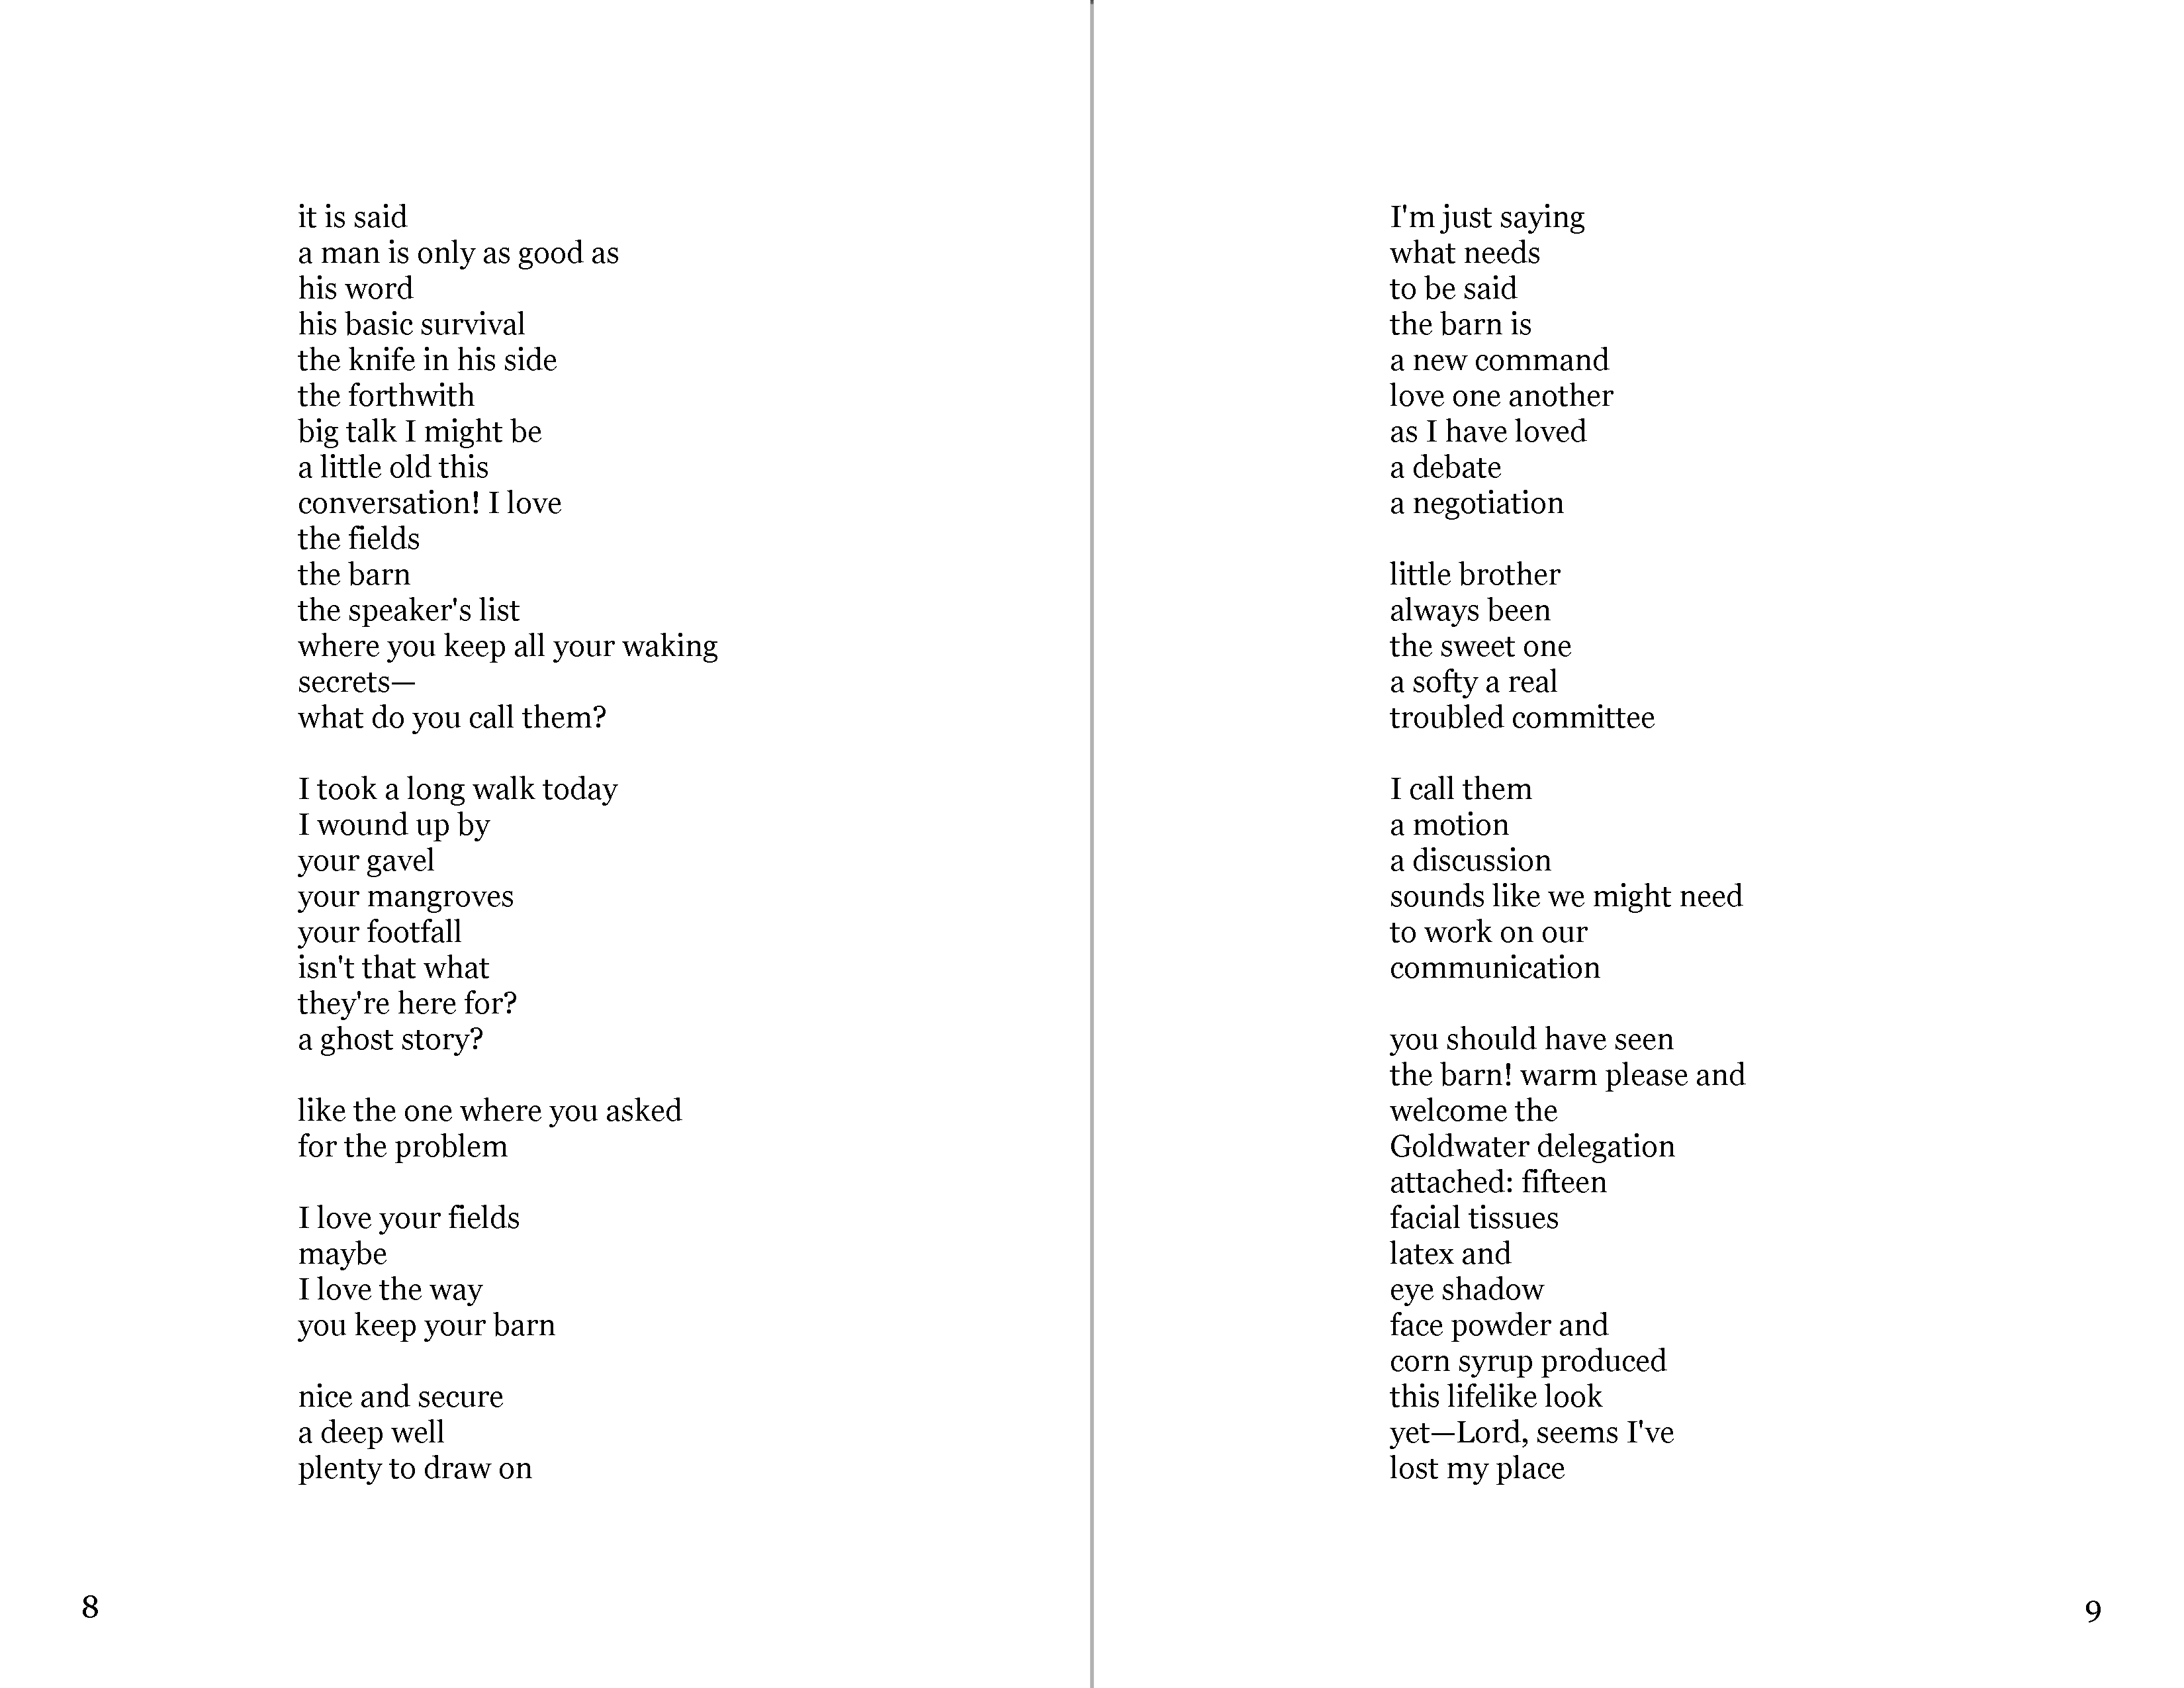 it is said
a man is only as good as
his word
his basic survival
the knife in his side
the forthwith
big talk I might be
a little old this
conversation! I love
the fields
the barn
the speaker's list
where you keep all your waking
secrets—
what do you call them?

I took a long walk today
I wound up by
your gavel
your mangroves
your footfall
isn't that what
they're here for?
a ghost story?

like the one where you asked
for the problem

I love your fields
maybe
I love the way
you keep your barn

nice and secure
a deep well
plenty to draw on

8

I'm just saying
what needs
to be said
the barn is
a new command
love one another
as I have loved
a debate
a negotiation

little brother
always been
the sweet one
a softy a real
troubled committee

I call them
a motion
a discussion
sounds like we might need
to work on our
communication

you should have seen
the barn! warm please and
welcome the
Goldwater delegation
attached: fifteen
facial tissues
latex and
eye shadow
face powder and
corn syrup produced
this lifelike look
yet—Lord, seems I've
lost my place

9